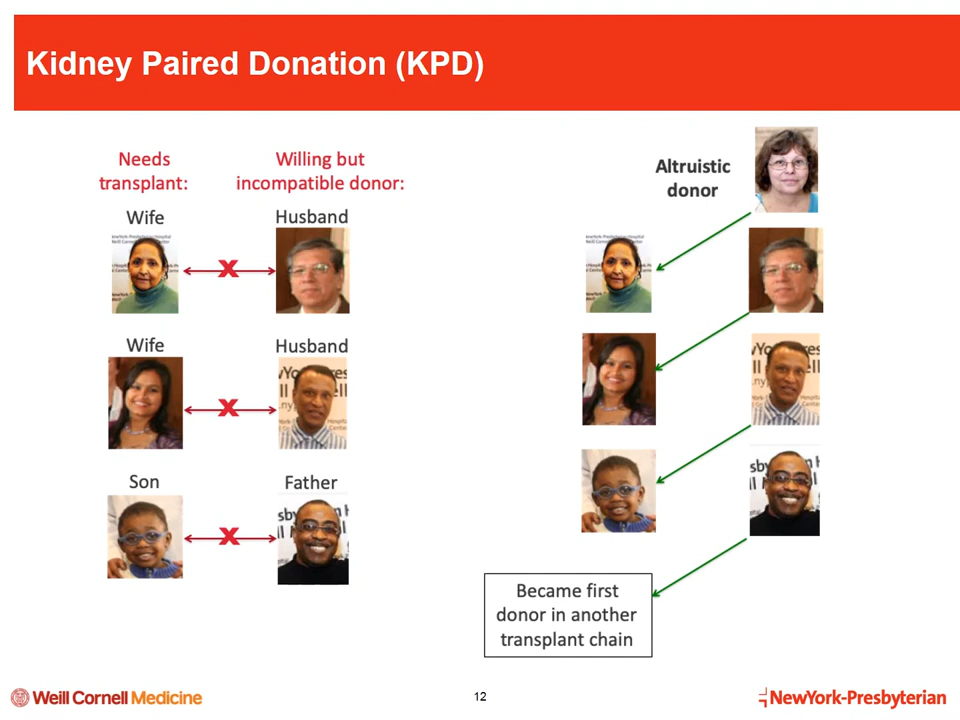 Kidney Paired Donation (KPD)
Needs
transplant:
Willing but
incompatible donor:
Wife
Husband
X
Wife
Husband
X
Son
Father
X
Altruistic
donor
Became first
donor in another
transplant chain
Weill Cornell Medicine
12
NewYork-Presbyterian